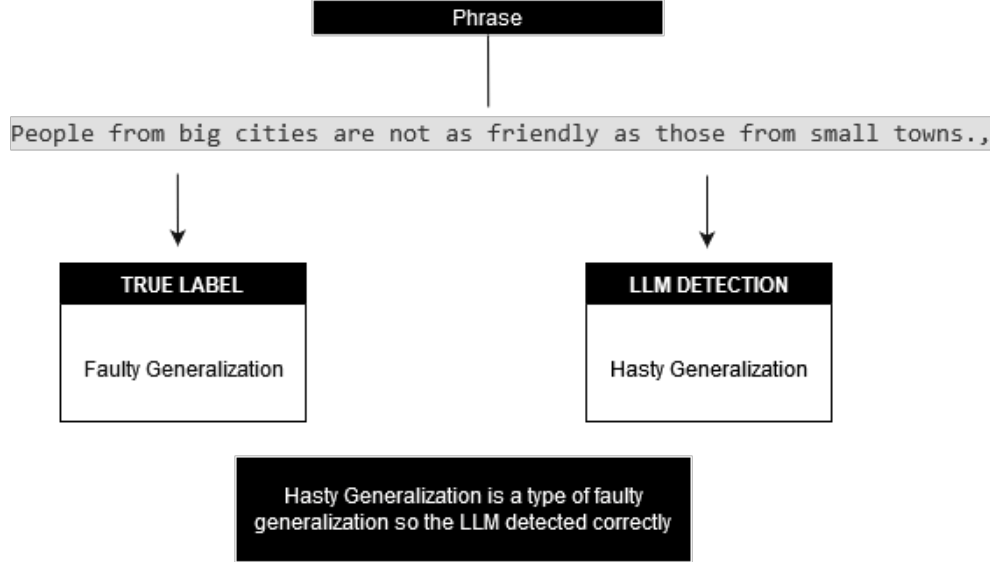 Phrase
People from big cities are not as friendly as those from small towns.,
TRUE LABEL
Faulty Generalization
LLM DETECTION
Hasty Generalization
Hasty Generalization is a type of faulty
generalization so the LLM detected correctly